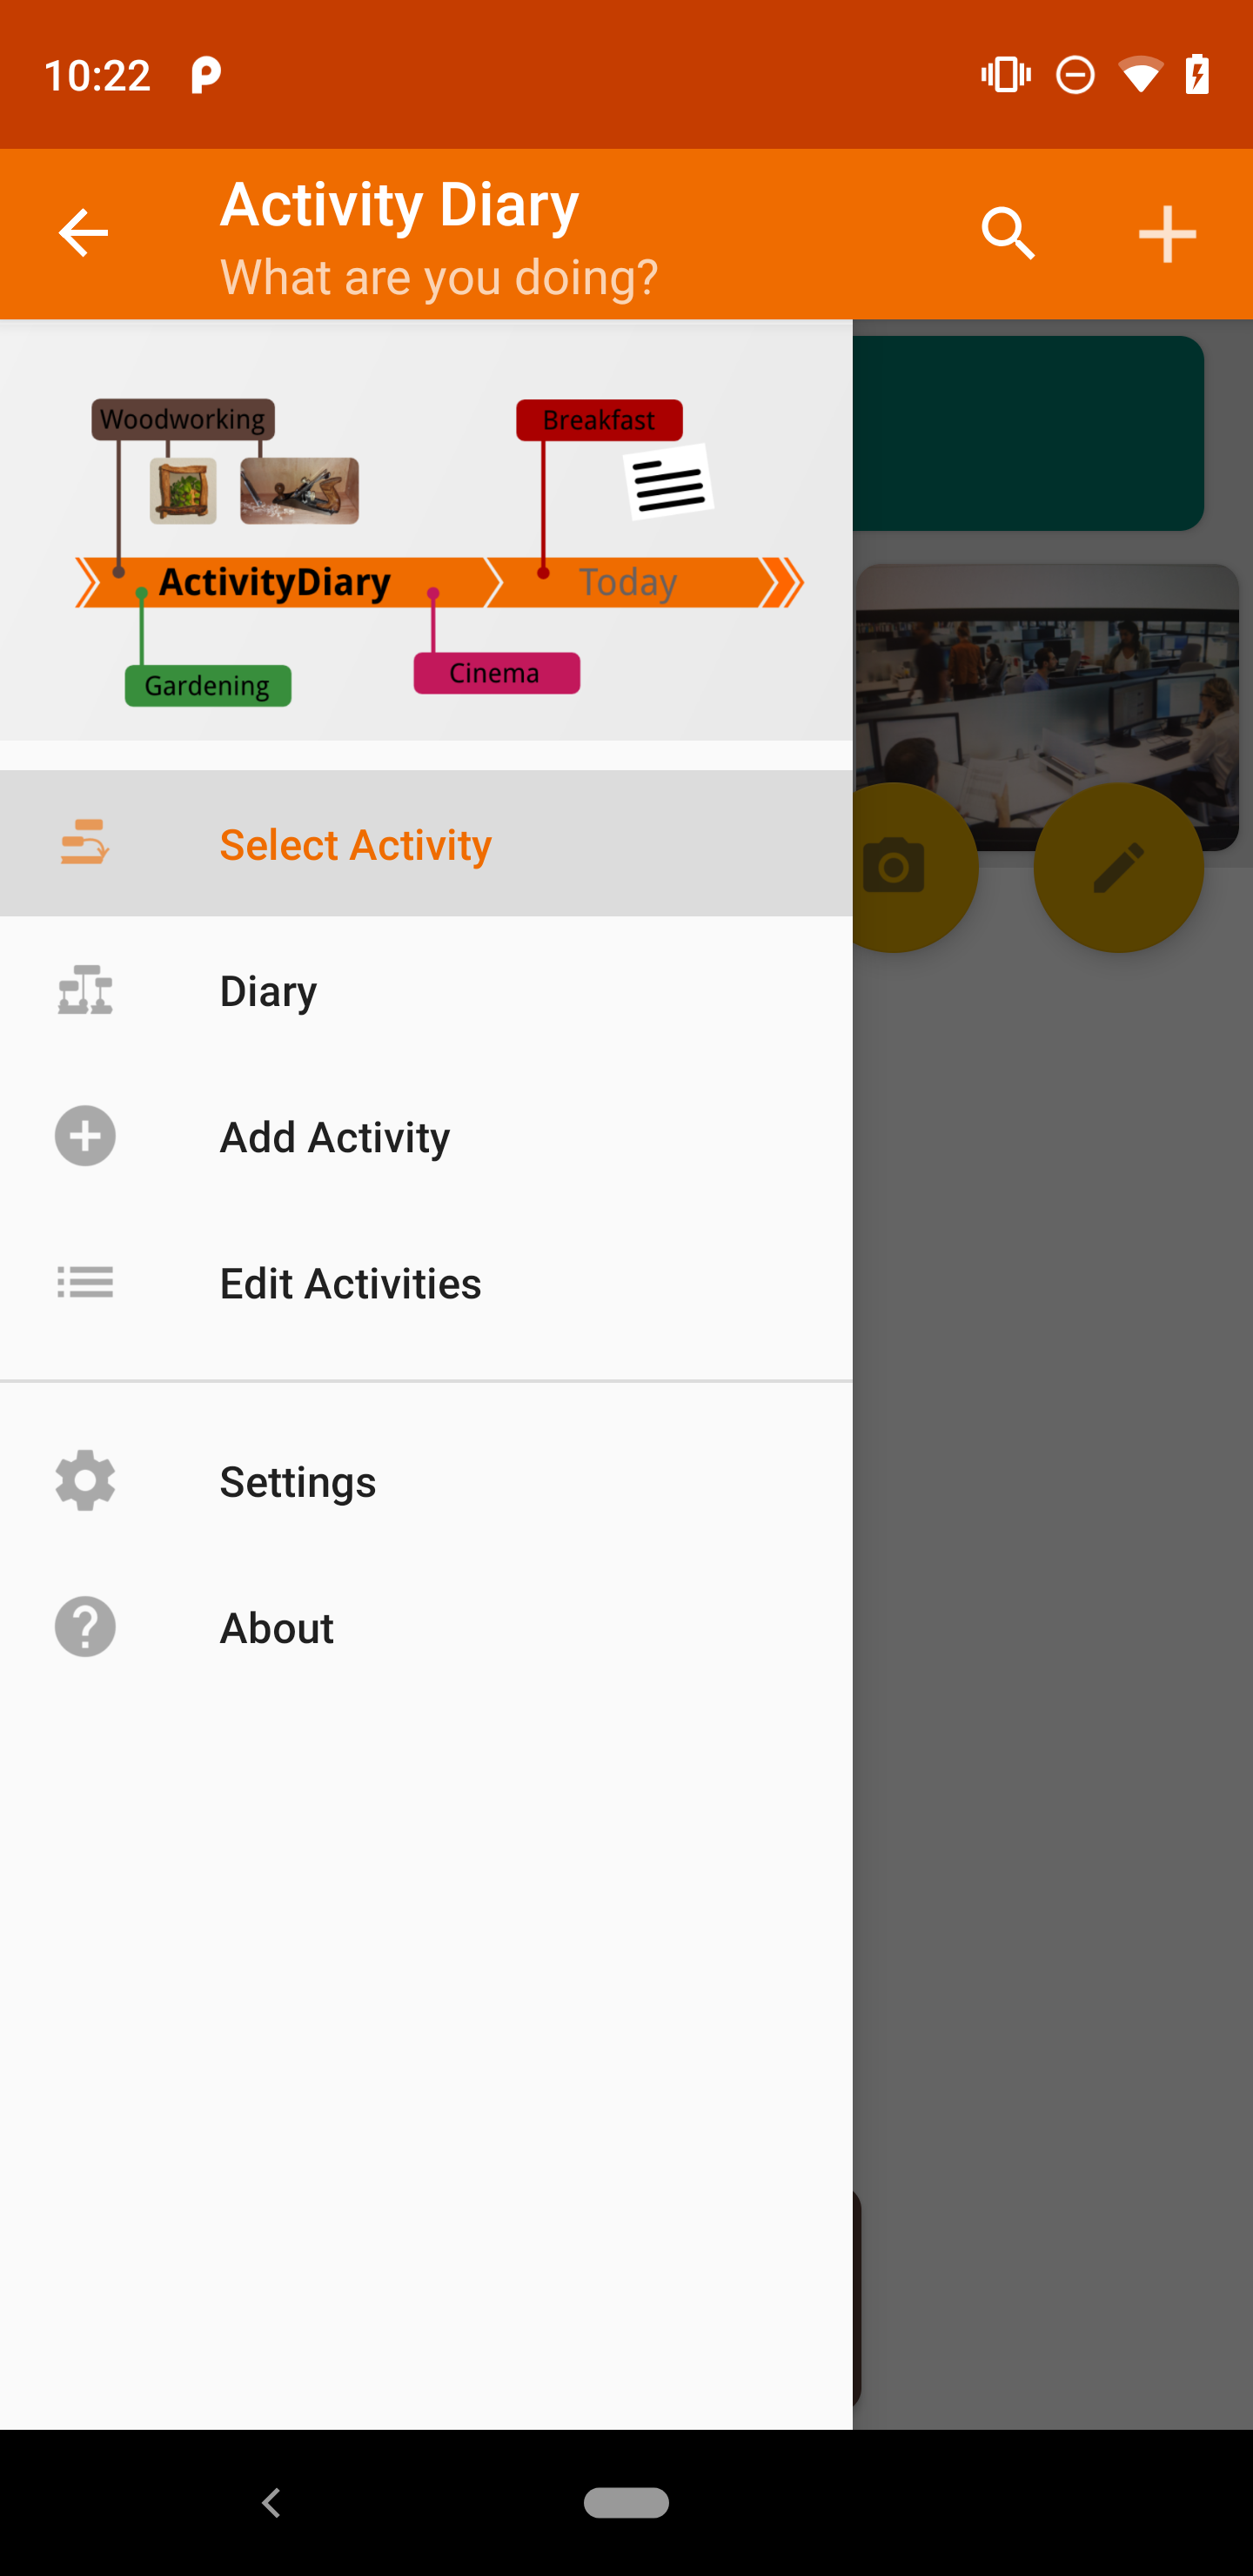 10:22
Activity Diary
What are you doing?
Woodworking
Breakfast
ActivityDiary
Today
Gardening
Cinema
Select Activity
Diary
Add Activity
Edit Activities
Settings
About